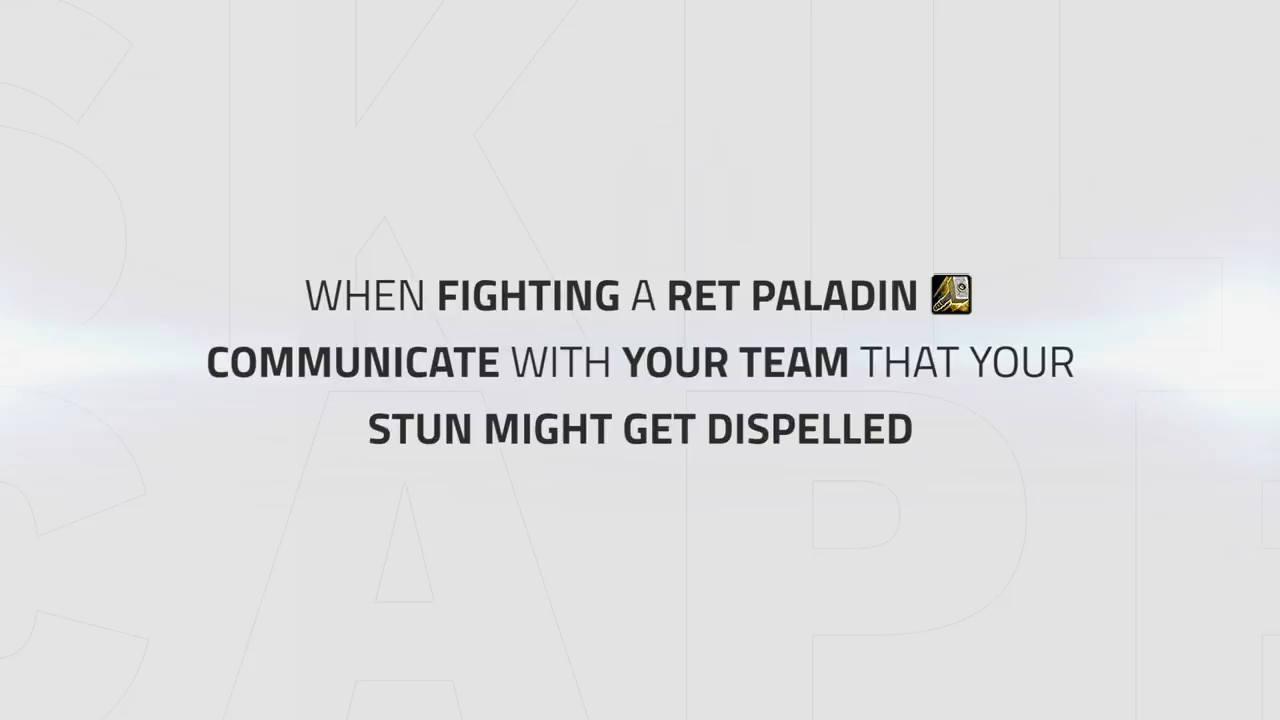 WHEN FIGHTING A RET PALADIN
COMMUNICATE WITH YOUR TEAM THAT YOUR
STUN MIGHT GET DISPELLED